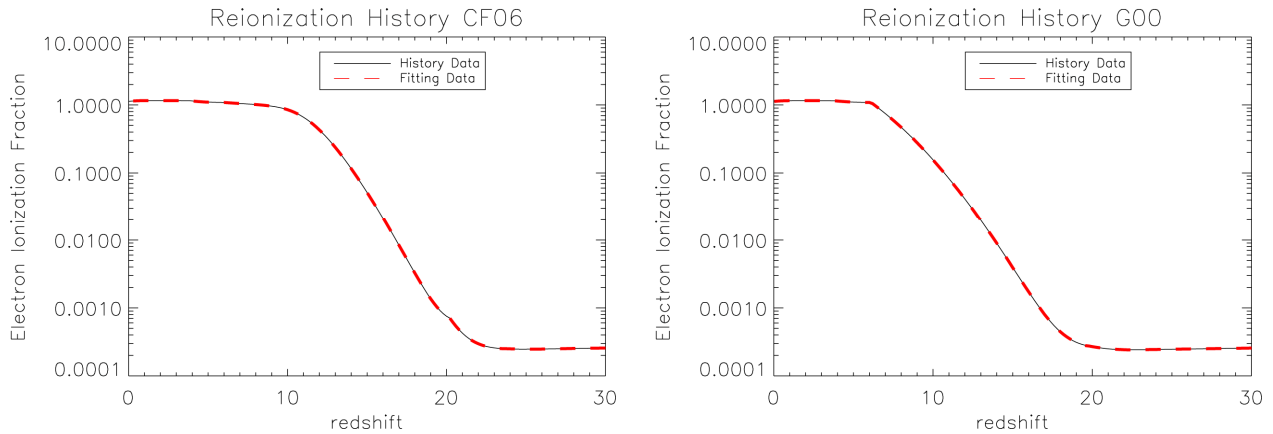 Reionization History CF06
10.0000
1.0000
0.1000
0.0100
0.0010
0.0001
Electron Ionization Fraction
History Data
Fitting Data
0
10
20
30
redshift
Reionization History G00
10.0000
1.0000
0.1000
0.0100
0.0010
0.0001
Electron Ionization Fraction
History Data
Fitting Data
0
10
20
30
redshift